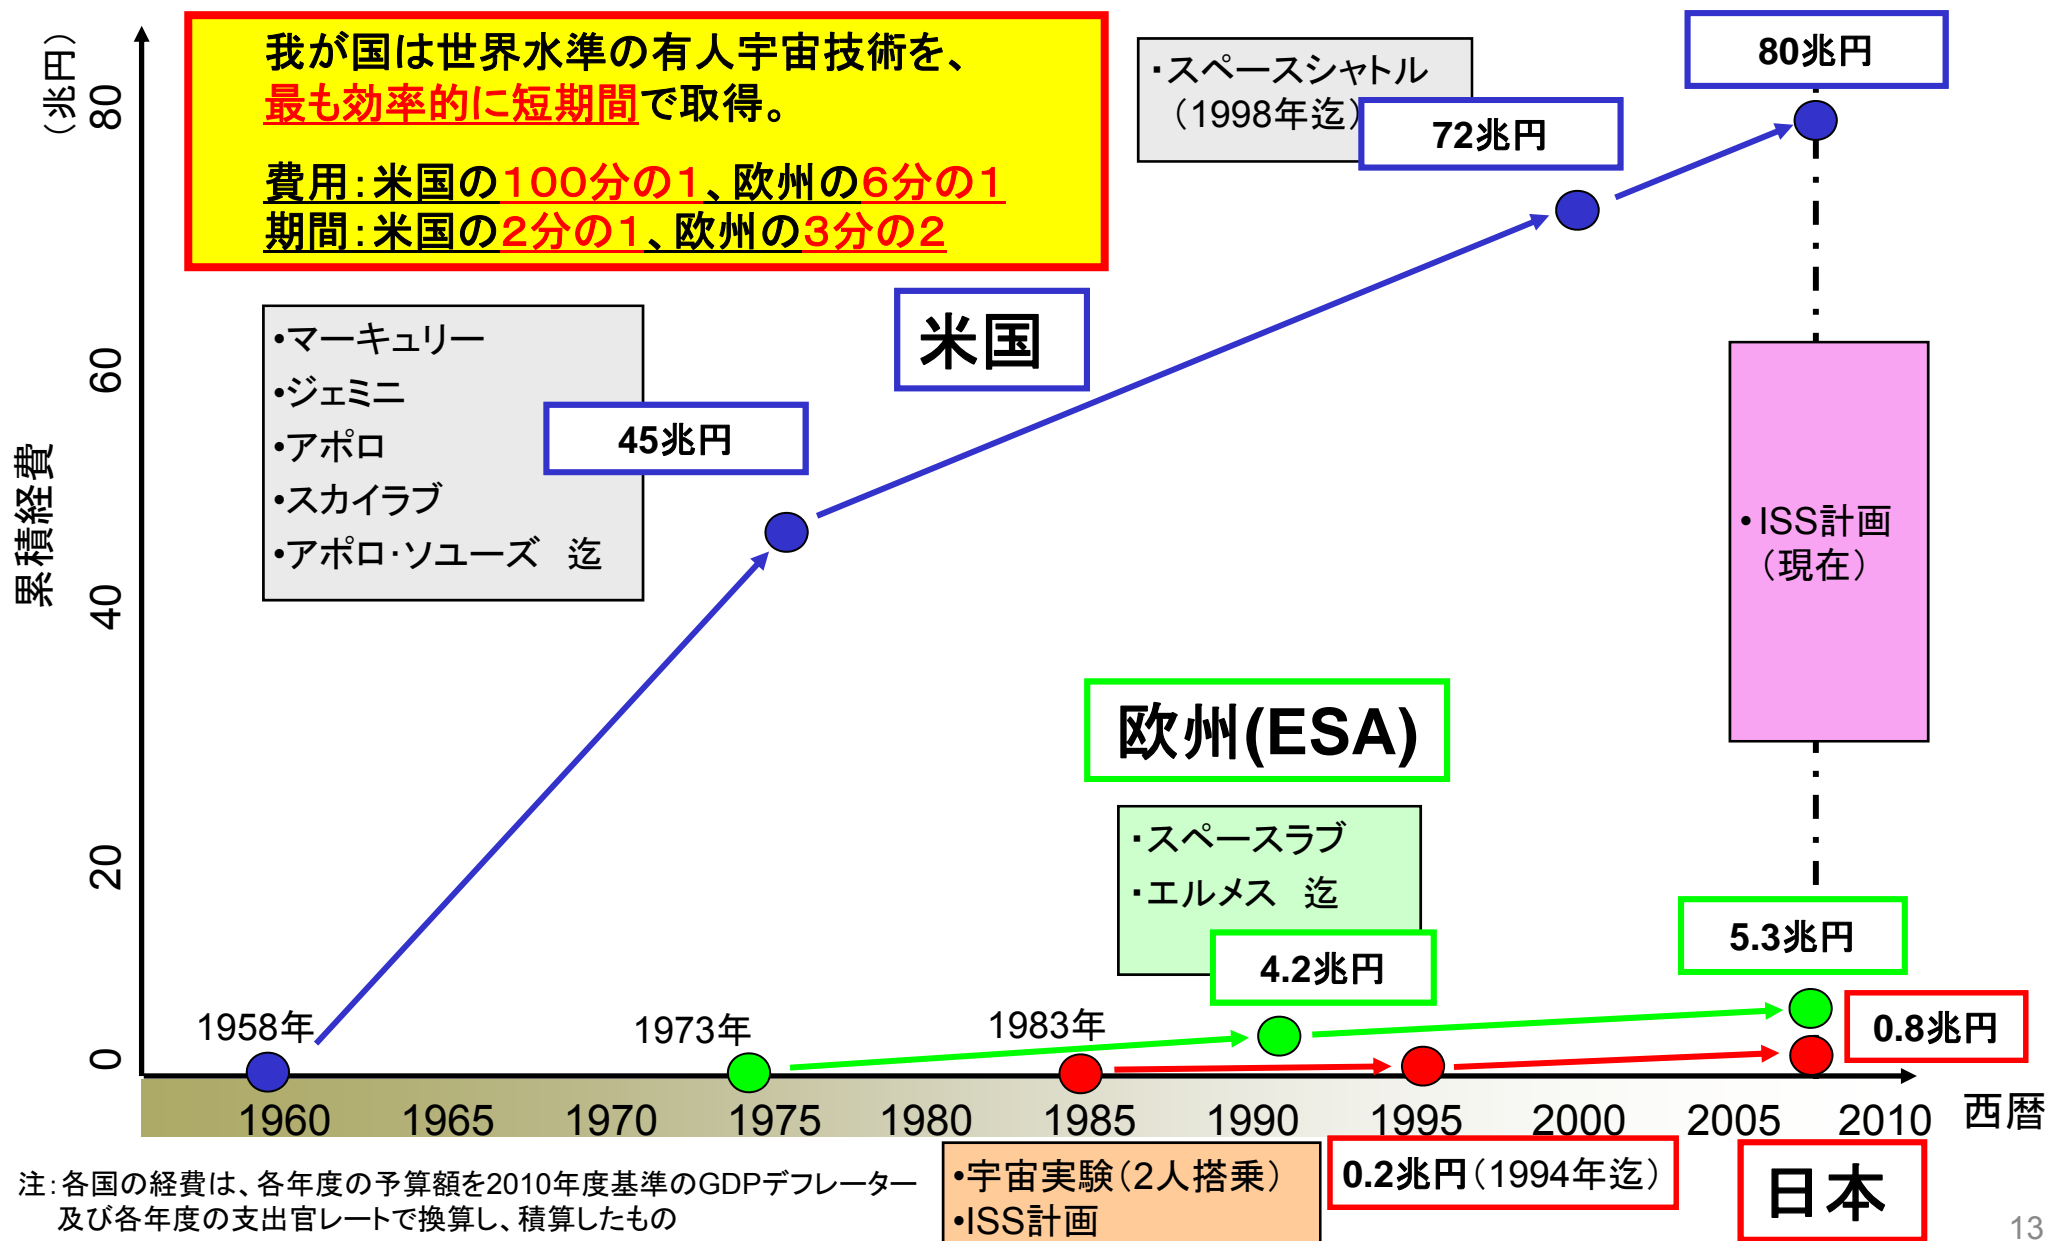 我が国は世界水準の有人宇宙技術を、
最も効率的に短期間で取得。
費用：米国の１００分の１、欧州の６分の１
期間：米国の２分の１、欧州の３分の２
（兆円）
80
60
40
20
0
累積経費
・スペースシャトル
（1998年迄）
72兆円
80兆円
米国
•マーキュリー
•ジェミニ
•アポロ
•スカイラブ
•アポロ・ソユーズ　迄
45兆円
•ISS計画
（現在）
欧州(ESA)
・スペースラブ
・エルメス　迄
4.2兆円
5.3兆円
0.8兆円
1958年
1973年
1983年
1960 1965 1970 1975 1980 1985 1990 1995 2000 2005 2010 西暦
注：各国の経費は、各年度の予算額を2010年度基準のGDPデフレーター
及び各年度の支出官レートで換算し、積算したもの
•宇宙実験（2人搭乗）
•ISS計画
0.2兆円（1994年迄）
日本
13